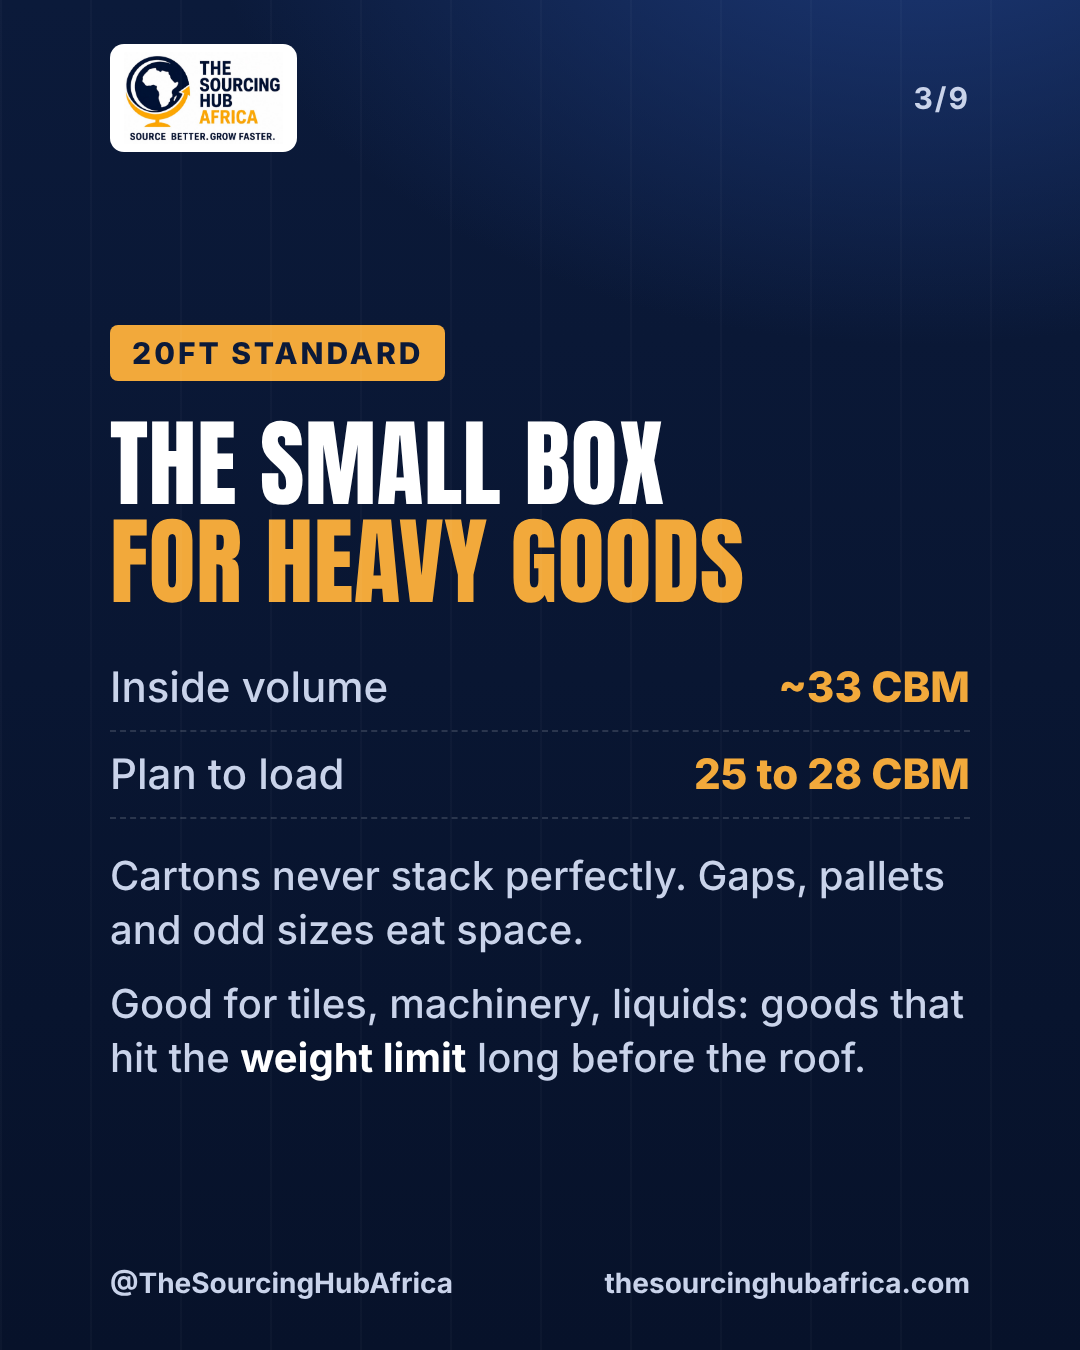 THE
SOURCING
HUB
AFRICA
SOURCE BETTER. GROW FASTER.
3/9
20FT STANDARD
THE SMALL BOX
FOR HEAVY GOODS
Inside volume ~33 CBM
Plan to load 25 to 28 CBM
Cartons never stack perfectly. Gaps, pallets
and odd sizes eat space.
Good for tiles, machinery, liquids: goods that
hit the weight limit long before the roof.
@TheSourcingHubAfrica thesourcinghubafrica.com